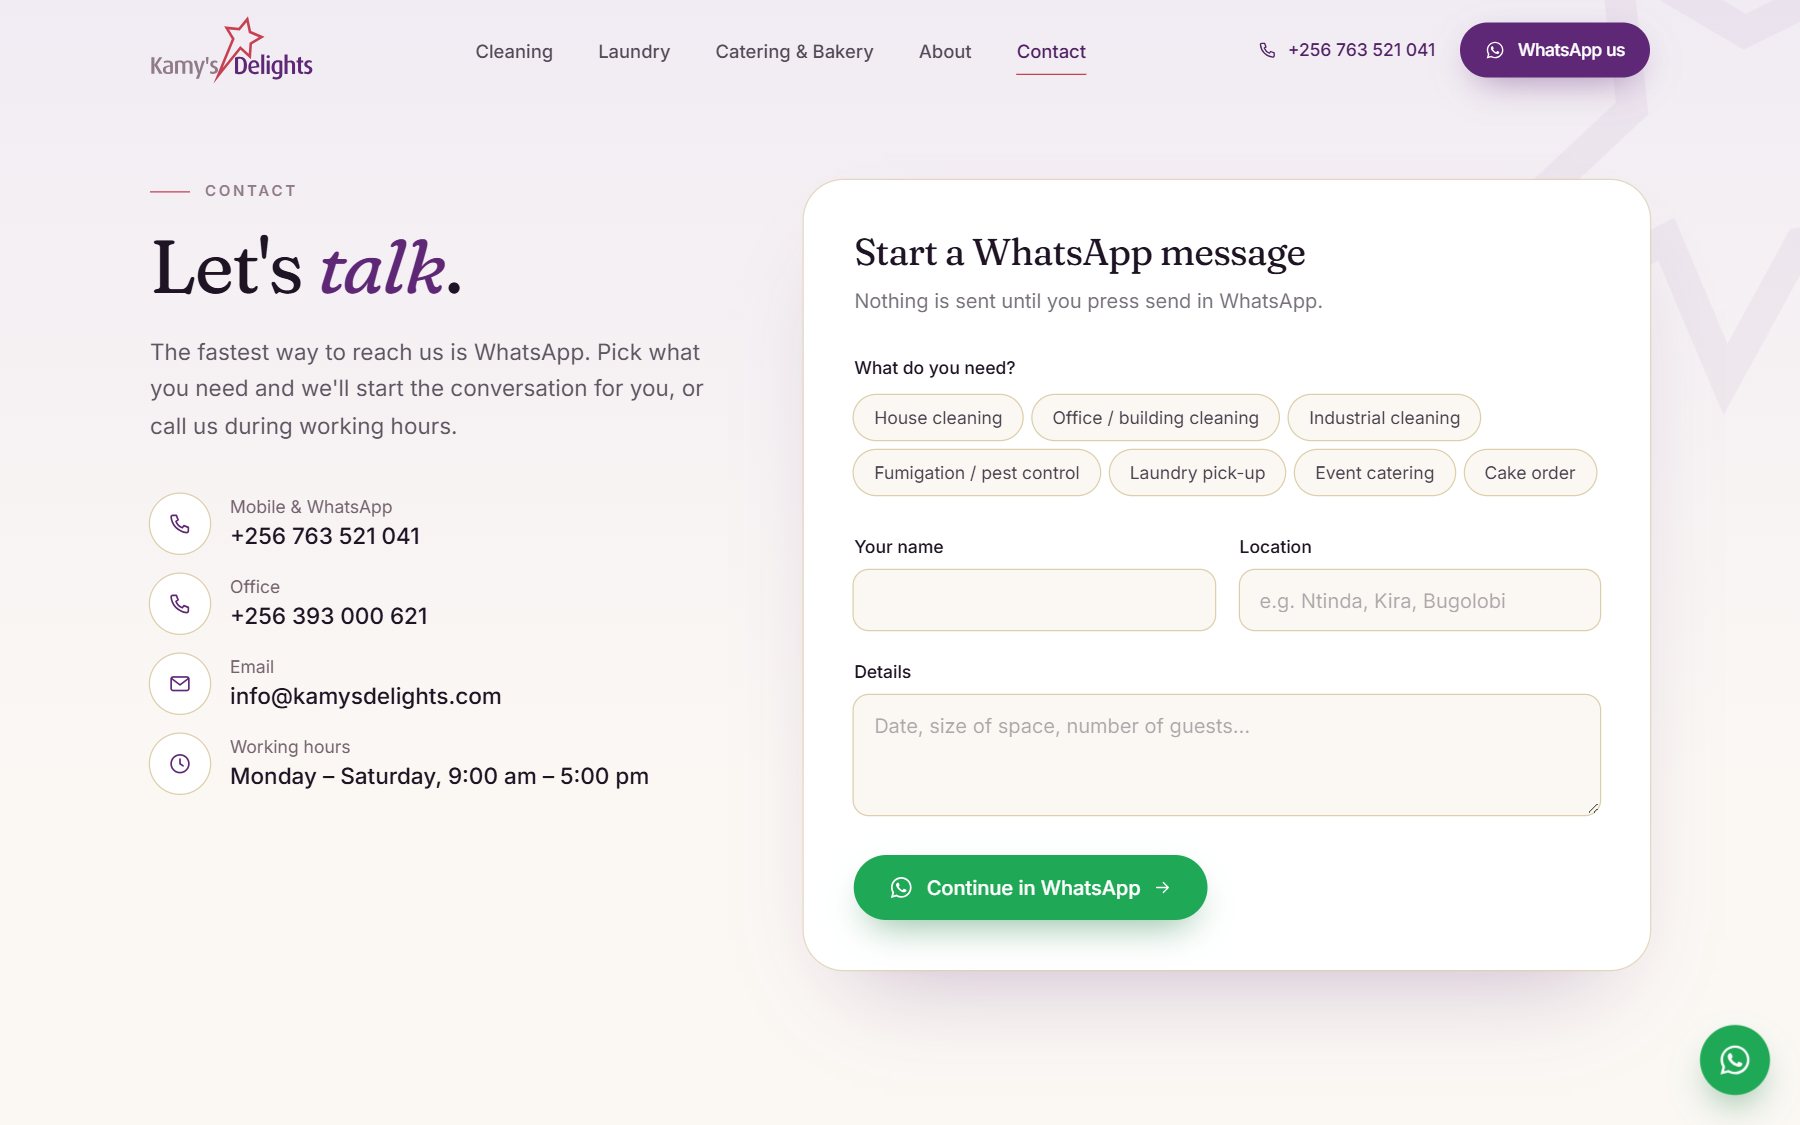 Kamy's Delights
Cleaning
Laundry
Catering & Bakery
About
Contact
+256 763 521 041
WhatsApp us
CONTACT
Let's talk.
The fastest way to reach us is WhatsApp. Pick what
you need and we'll start the conversation for you, or
call us during working hours.
Mobile & WhatsApp
+256 763 521 041
Office
+256 393 000 621
Email
info@kamysdelights.com
Working hours
Monday – Saturday, 9:00 am – 5:00 pm
Start a WhatsApp message
Nothing is sent until you press send in WhatsApp.
What do you need?
House cleaning
Office / building cleaning
Industrial cleaning
Fumigation / pest control
Laundry pick-up
Event catering
Cake order
Your name
Location
e.g. Ntinda, Kira, Bugolobi
Details
Date, size of space, number of guests...
Continue in WhatsApp →